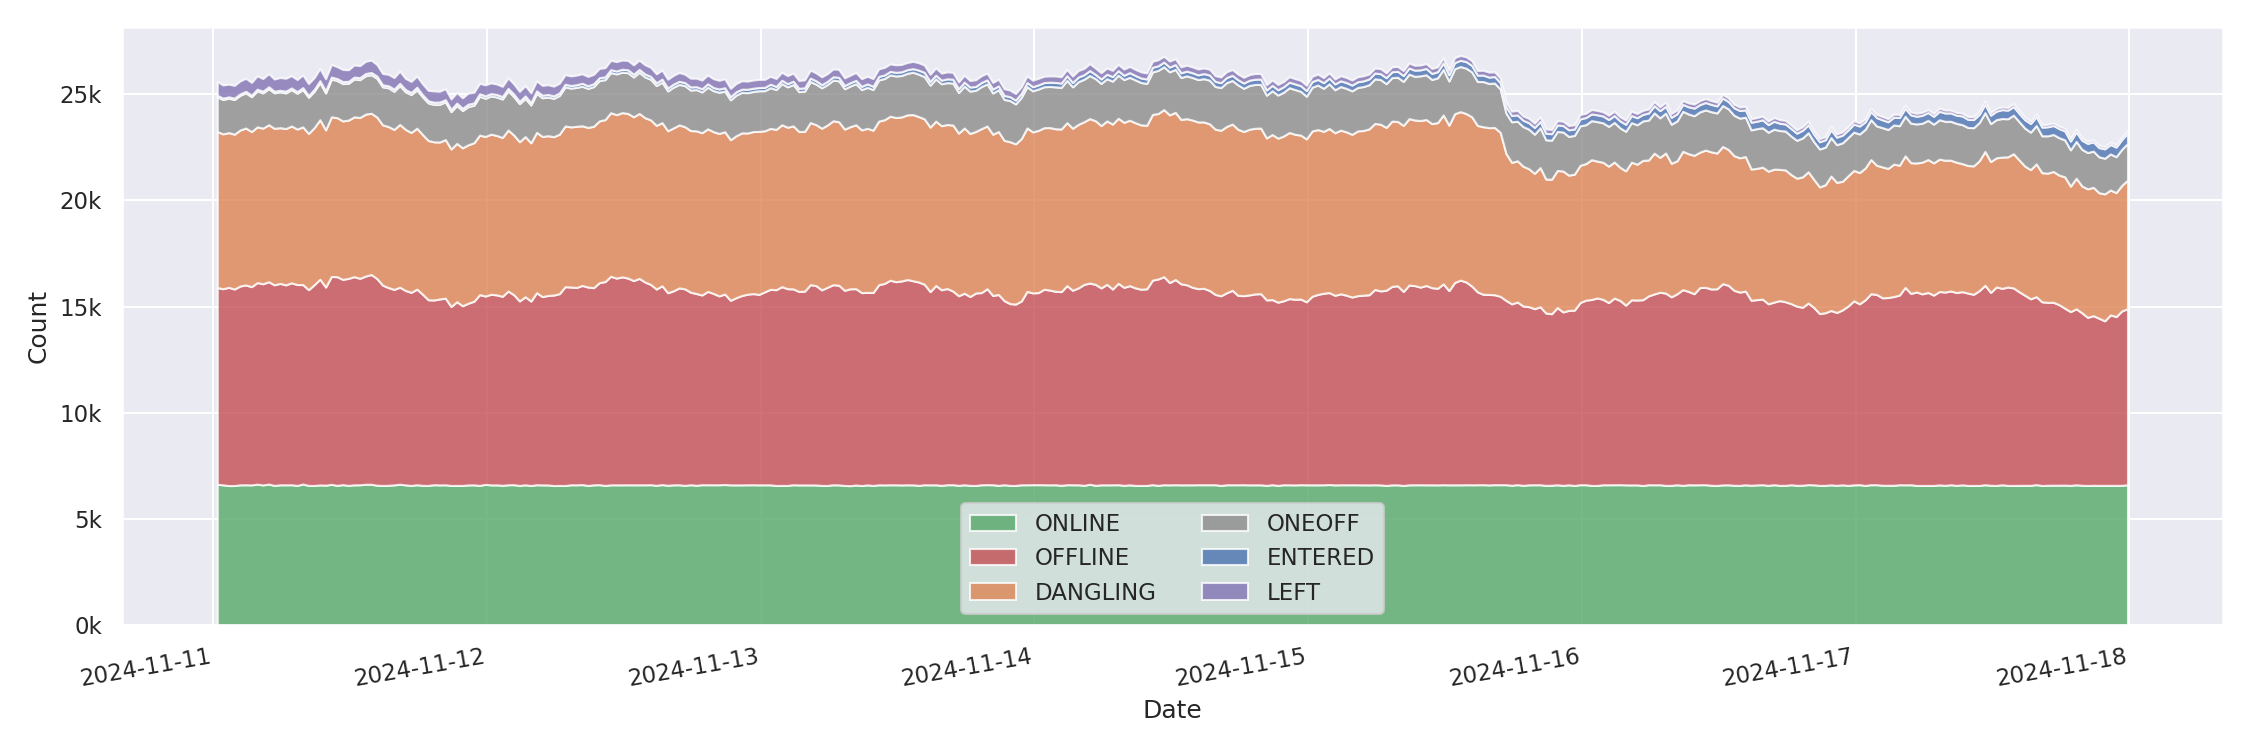 25k
20k
15k
10k
5k
0k
Count
ONLINE
OFFLINE
DANGLING
ONEOFF
ENTERED
LEFT
2024-11-11
2024-11-12
2024-11-13
2024-11-14
2024-11-15
2024-11-16
2024-11-17
2024-11-18
Date